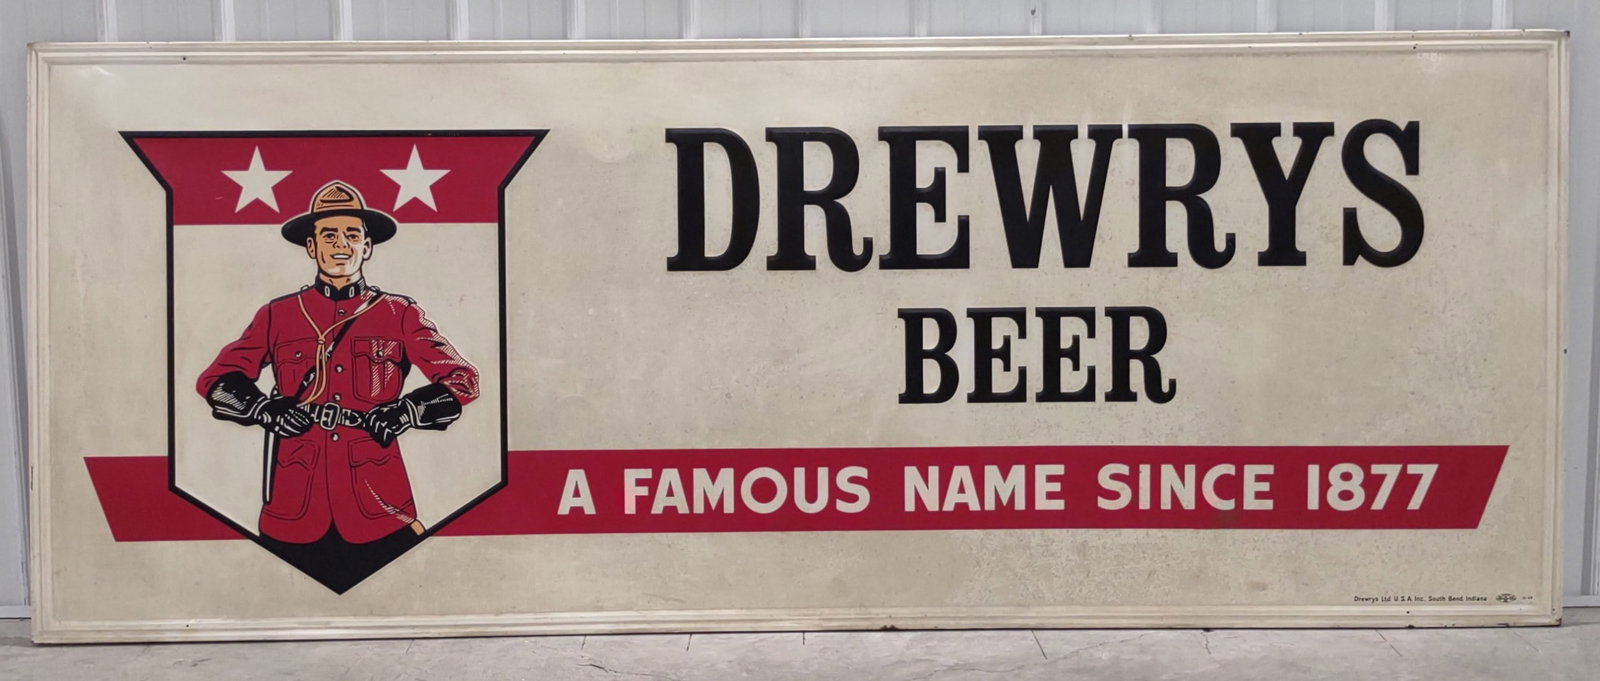 DREWRYS
BEER
A FAMOUS NAME SINCE 1877
Drewrys Ltd. U.S.A. Inc., South Bend, Indiana